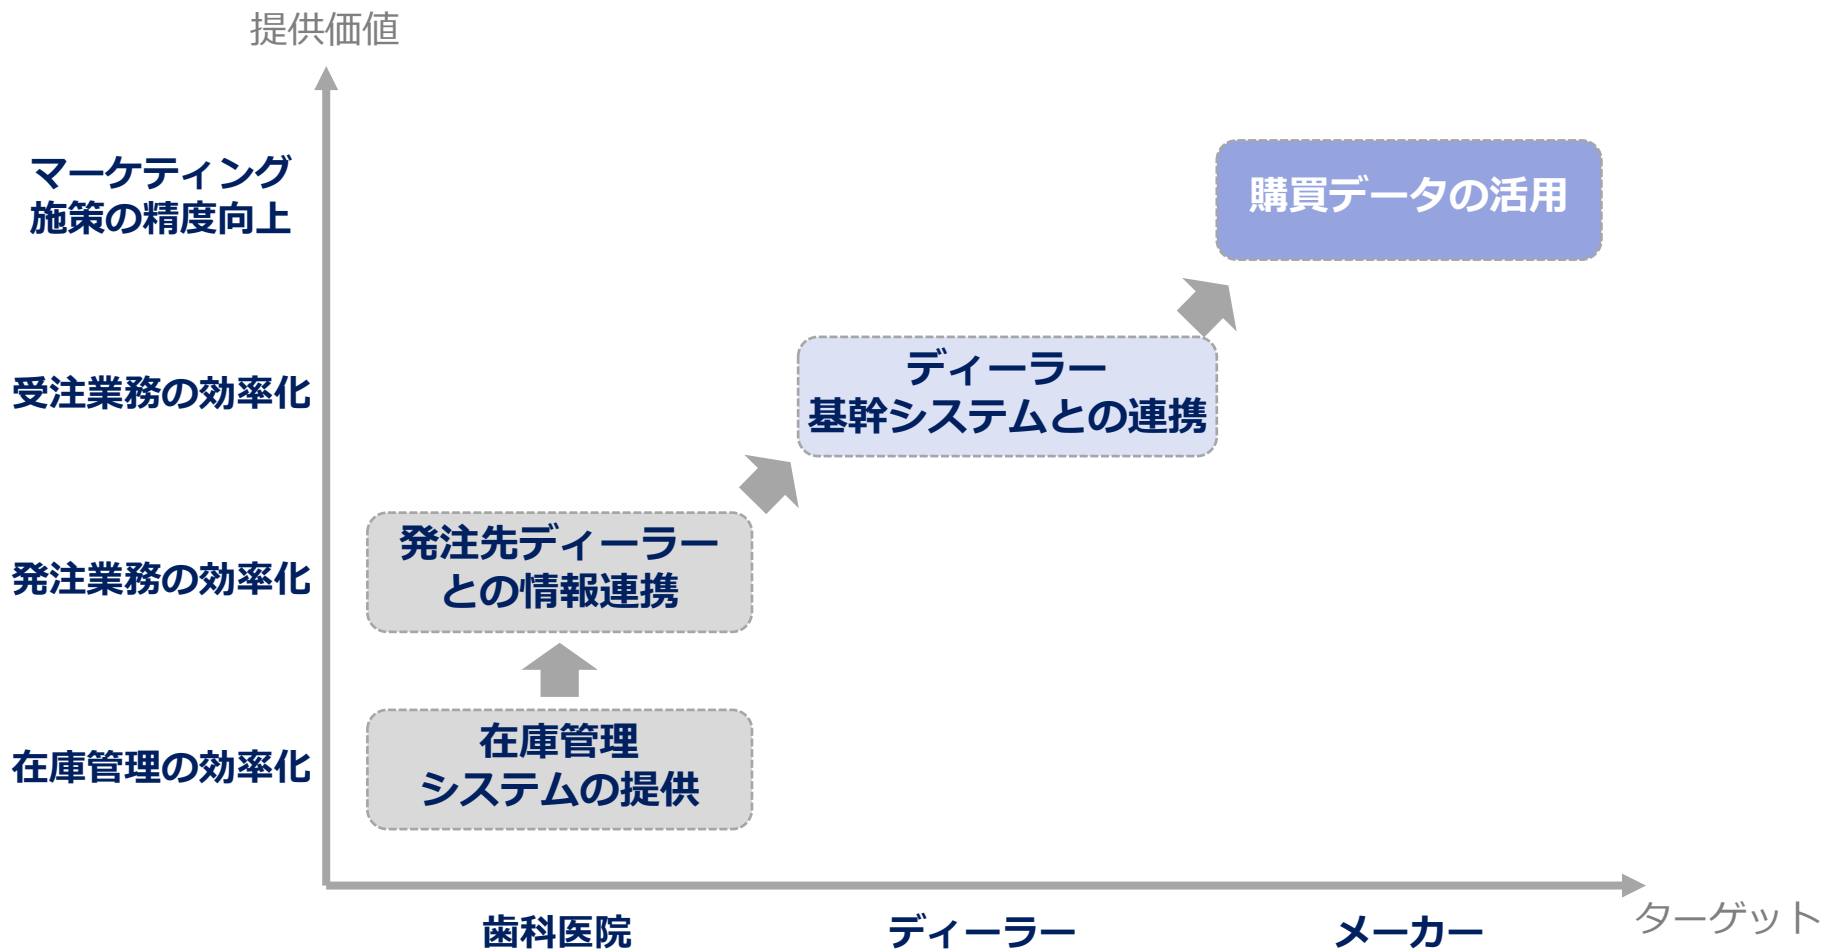 提供価値
マーケティング
施策の精度向上
購買データの活用
受注業務の効率化
ディーラー
基幹システムとの連携
発注業務の効率化
発注先ディーラー
との情報連携
在庫管理の効率化
在庫管理
システムの提供
歯科医院
ディーラー
メーカー
ターゲット